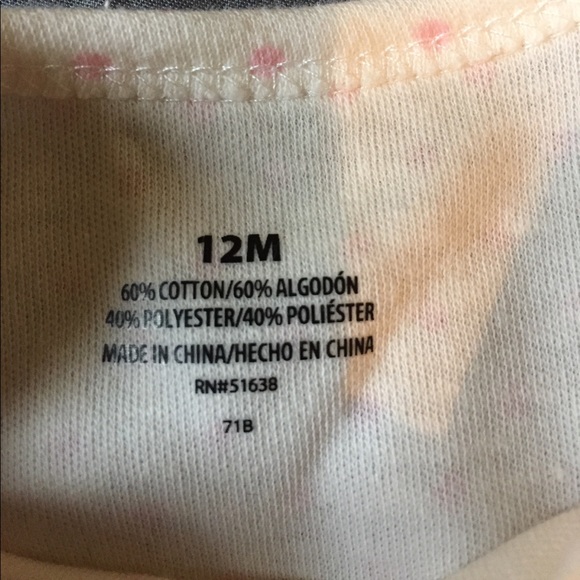 12M
60% COTTON/60% ALGODÓN
40% POLYESTER/40% POLIÉSTER
MADE IN CHINA/HECHO EN CHINA
RN#51638
71B